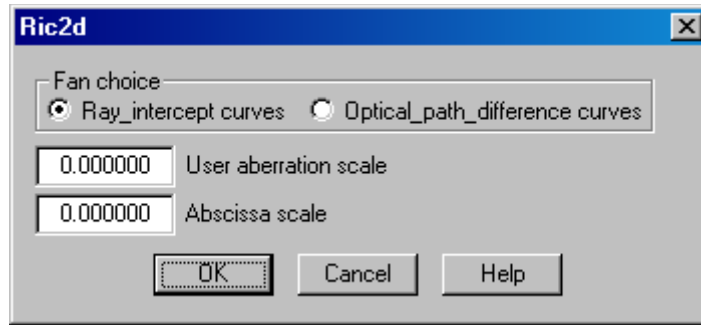 Ric2d
Fan choice
Ray_intercept curves Optical_path_difference curves
0.000000 User aberration scale
0.000000 Abscissa scale
OK Cancel Help